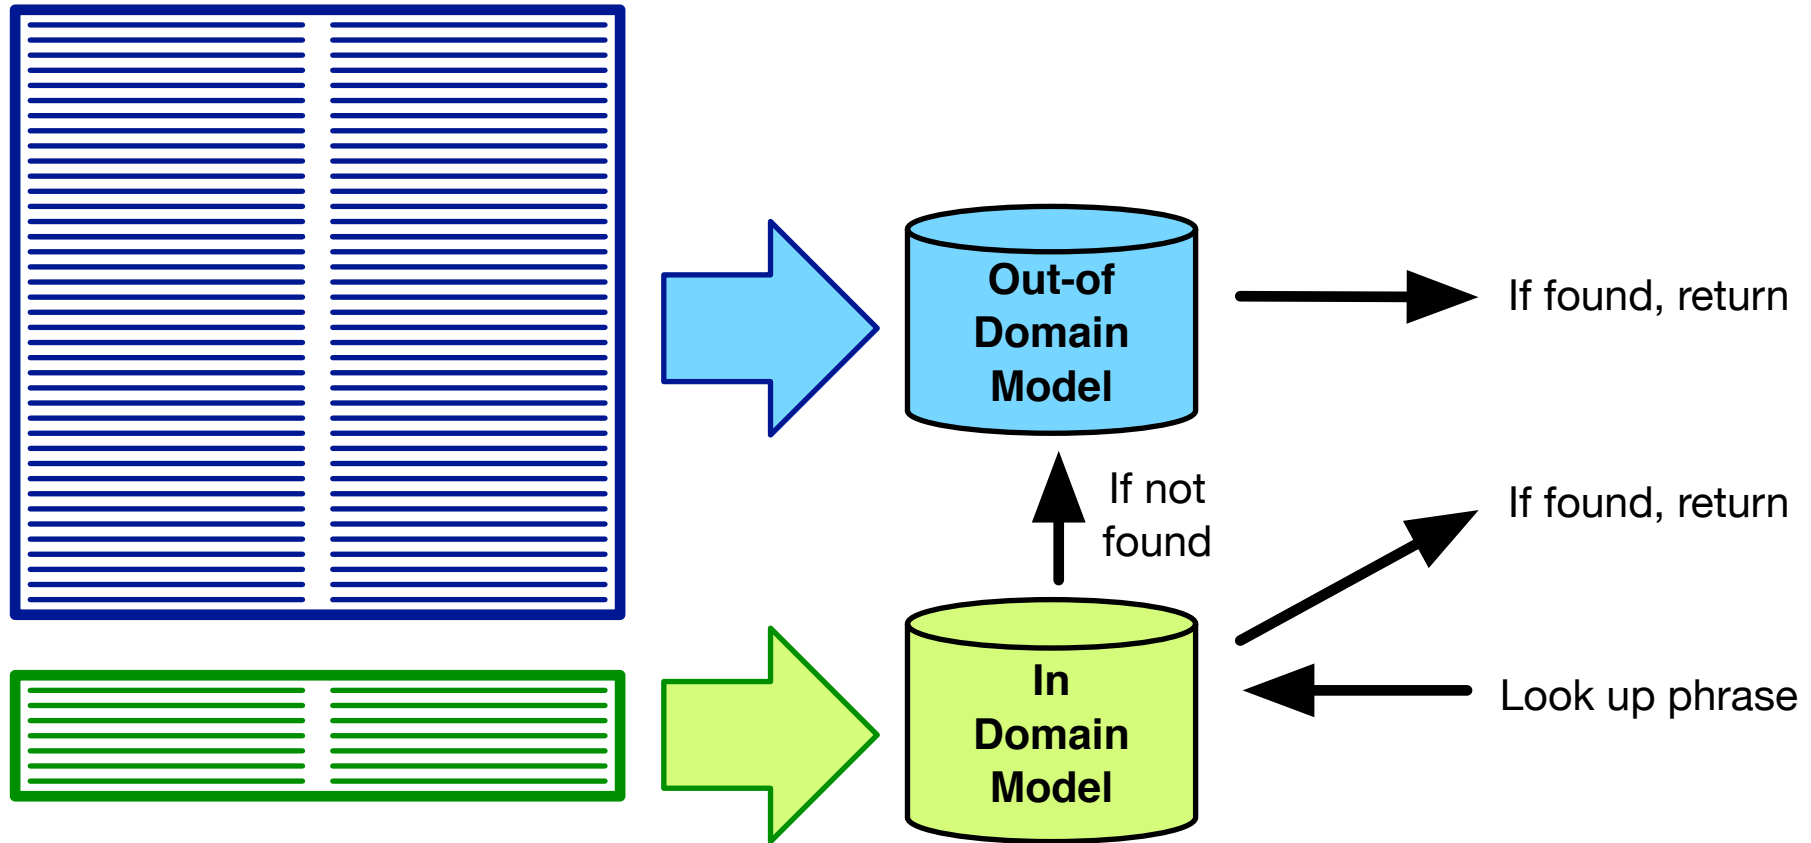 Out-of
Domain
Model
If found, return
If not
found
If found, return
In
Domain
Model
Look up phrase